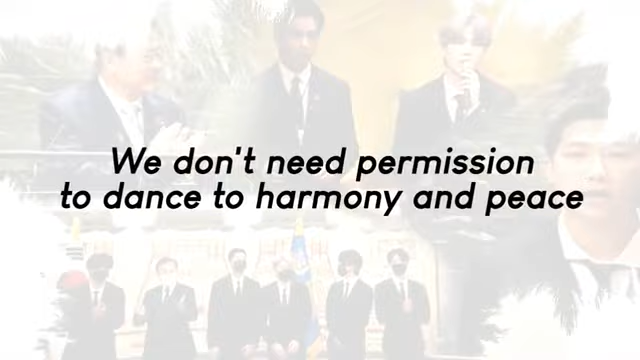 We don't need permission
to dance to harmony and peace